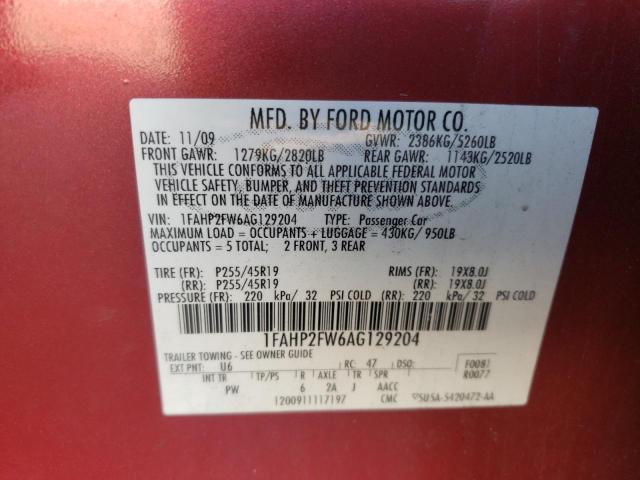 MFD. BY FORD MOTOR CO.
DATE: 11/09 GVWR: 2386KG/5260LB
FRONT GAWR: 1279KG/2820LB REAR GAWR: 1143KG/2520LB
THIS VEHICLE CONFORMS TO ALL APPLICABLE FEDERAL MOTOR
VEHICLE SAFETY, BUMPER, AND THEFT PREVENTION STANDARDS
IN EFFECT ON THE DATE OF MANUFACTURE SHOWN ABOVE.
VIN: 1FAHP2FW6AG129204 TYPE: Passenger Car
MAXIMUM LOAD = OCCUPANTS + LUGGAGE = 430KG/ 950LB
OCCUPANTS = 5 TOTAL; 2 FRONT, 3 REAR
TIRE (FR): P255/45R19 RIMS (FR): 19X8.0J
(RR): P255/45R19 (RR): 19X8.0J
PRESSURE (FR): 220 kPa/ 32 PSI COLD (RR): 220 kPa/ 32 PSI COLD
1FAHP2FW6AG129204
TRAILER TOWING - SEE OWNER GUIDE
EXT PNT: U6 RC: 47 DSO: F0081
INT TR TP/PS R AXLE TR SPR R0077
PW 6 2A J AACC
1200911117197 CMC SU5A-5420472-AA